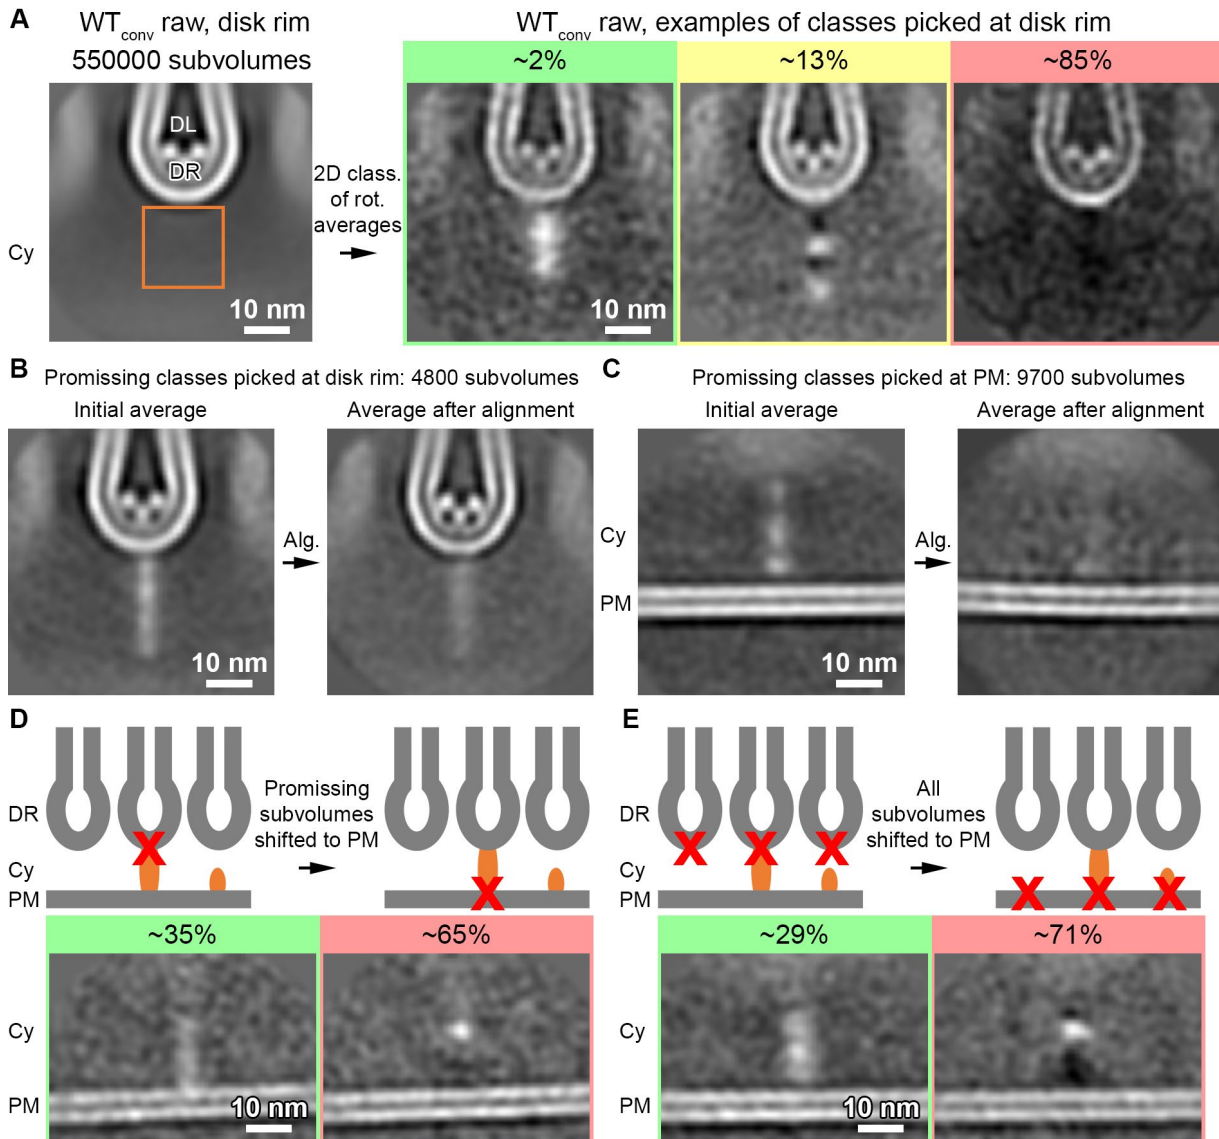 A
WTconv raw, disk rim
550000 subvolumes
WTconv raw, examples of classes picked at disk rim
~2%
~13%
~85%
DL
DR
2D class.
of rot.
averages
Cy
10 nm
10 nm
B
Promissing classes picked at disk rim: 4800 subvolumes
Initial average
Average after alignment
Alg.
10 nm
C
Promissing classes picked at PM: 9700 subvolumes
Initial average
Average after alignment
Cy
Alg.
PM
10 nm
D
DR
Promissing
subvolumes
shifted to PM
Cy
PM
X
X
~35%
~65%
Cy
PM
10 nm
E
DR
All
subvolumes
shifted to PM
Cy
PM
X X X
X X X
~29%
~71%
Cy
PM
10 nm